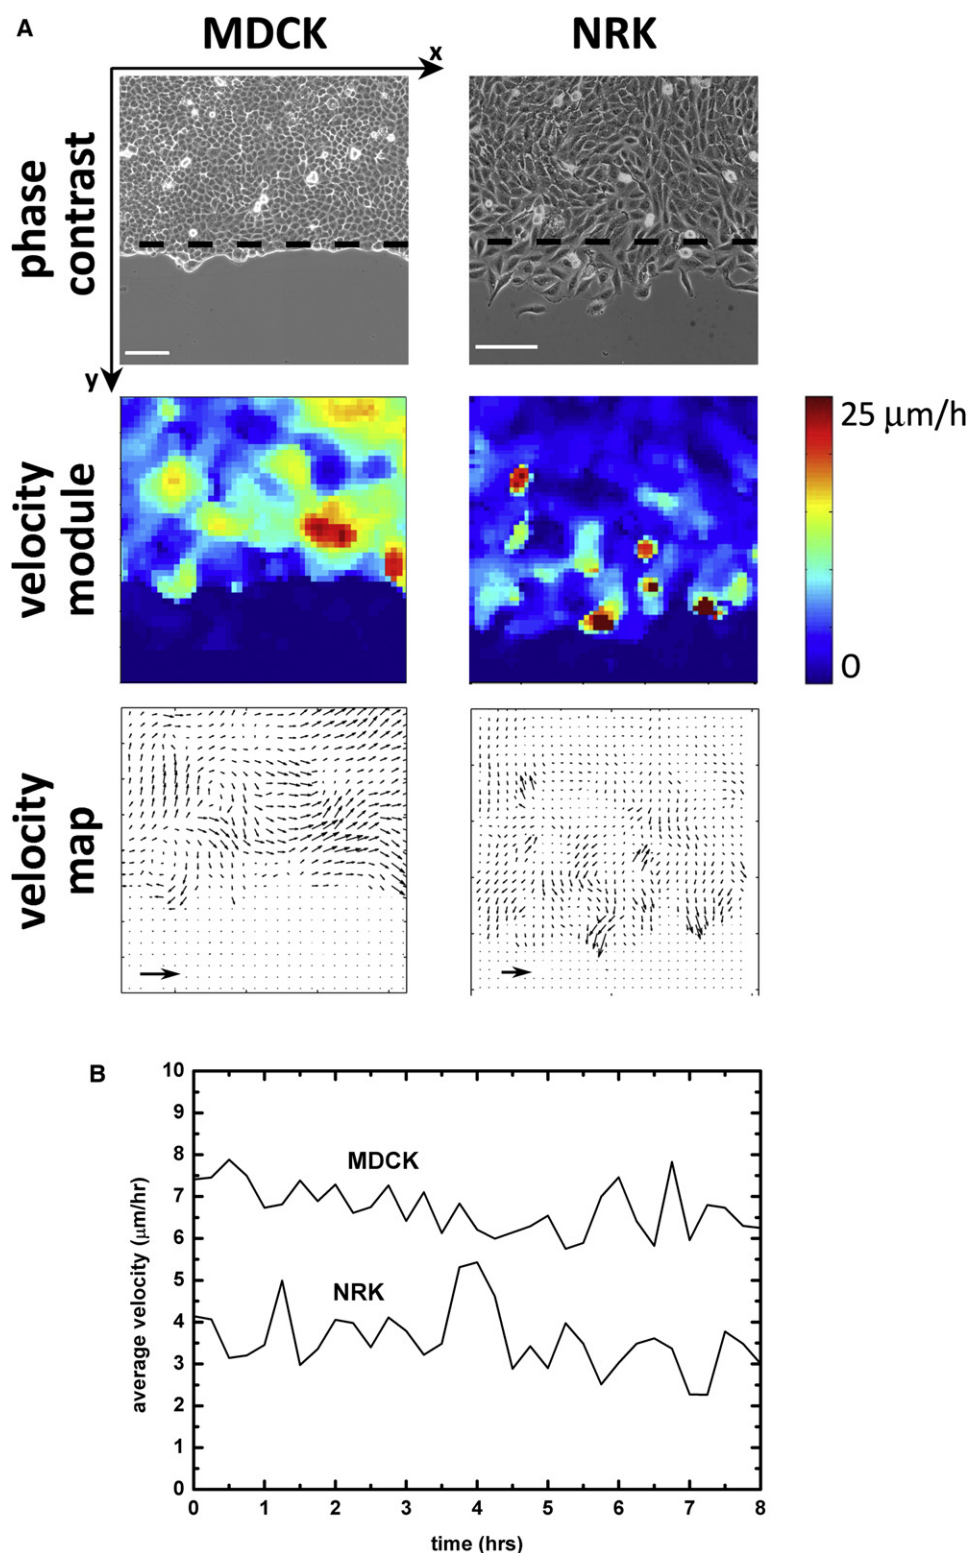 A
MDCK
NRK
x
y
phase
contrast
velocity
module
25 μm/h
0
velocity
map
B
10
9
8
7
6
5
4
3
2
1
0
MDCK
NRK
average velocity (μm/hr)
0 1 2 3 4 5 6 7 8
time (hrs)